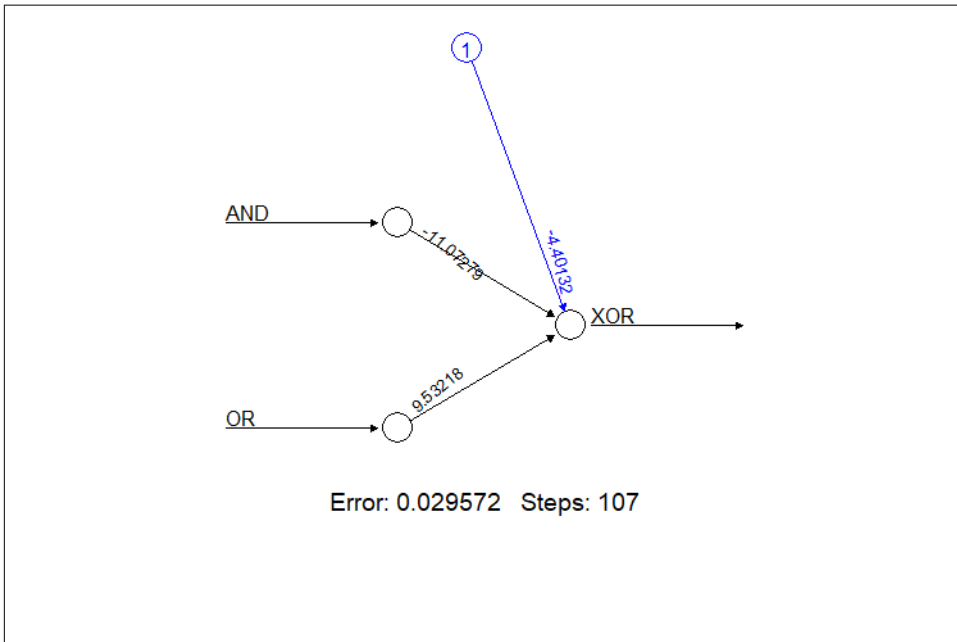 1
AND
-11.07279
-4.40132
XOR
9.53218
OR
Error: 0.029572 Steps: 107